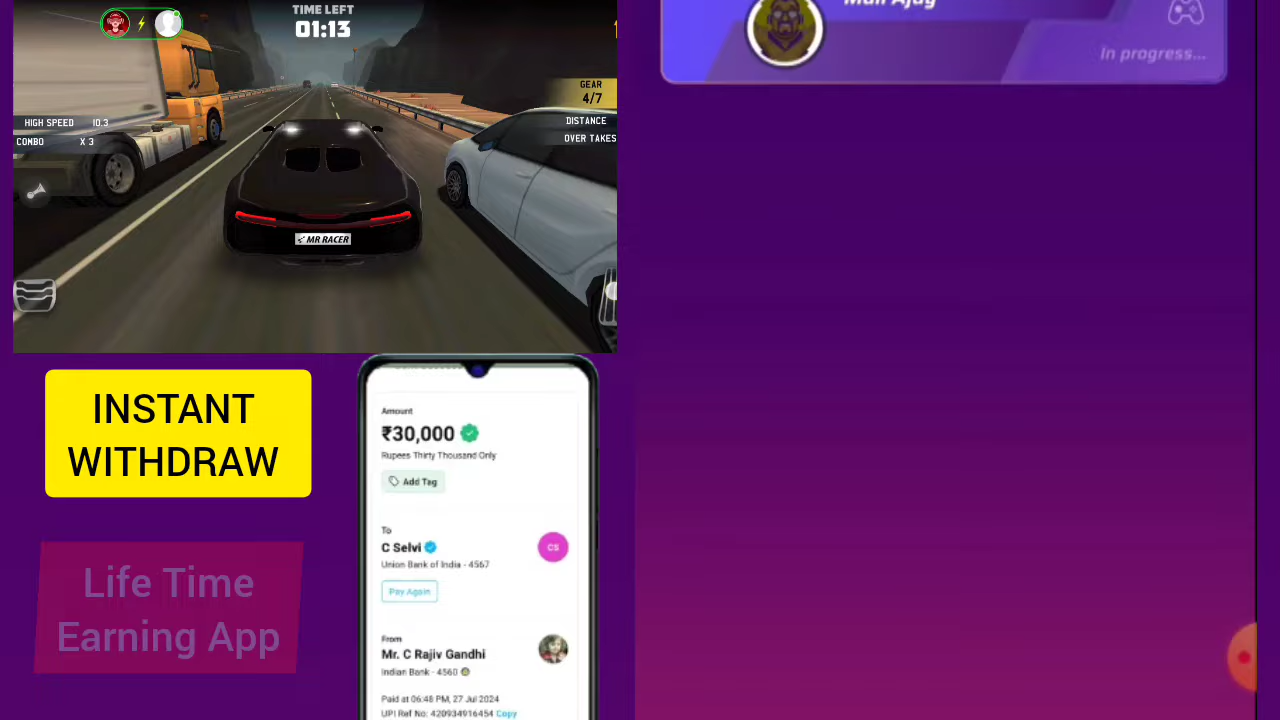 TIME LEFT
01:13
GEAR
4/7
HIGH SPEED 10.3
COMBO X 3
DISTANCE
OVER TAKES
MR RACER
In progress...
INSTANT
WITHDRAW
Life Time
Earning App
Amount
₹30,000
Rupees Thirty Thousand Only
Add Tag
To
C Selvi
CS
Union Bank of India - 4567
Pay Again
From
Mr. C Rajiv Gandhi
Indian Bank - 4560
Paid at 06:48 PM, 27 Jul 2024
UPI Ref No: 420934916454 Copy